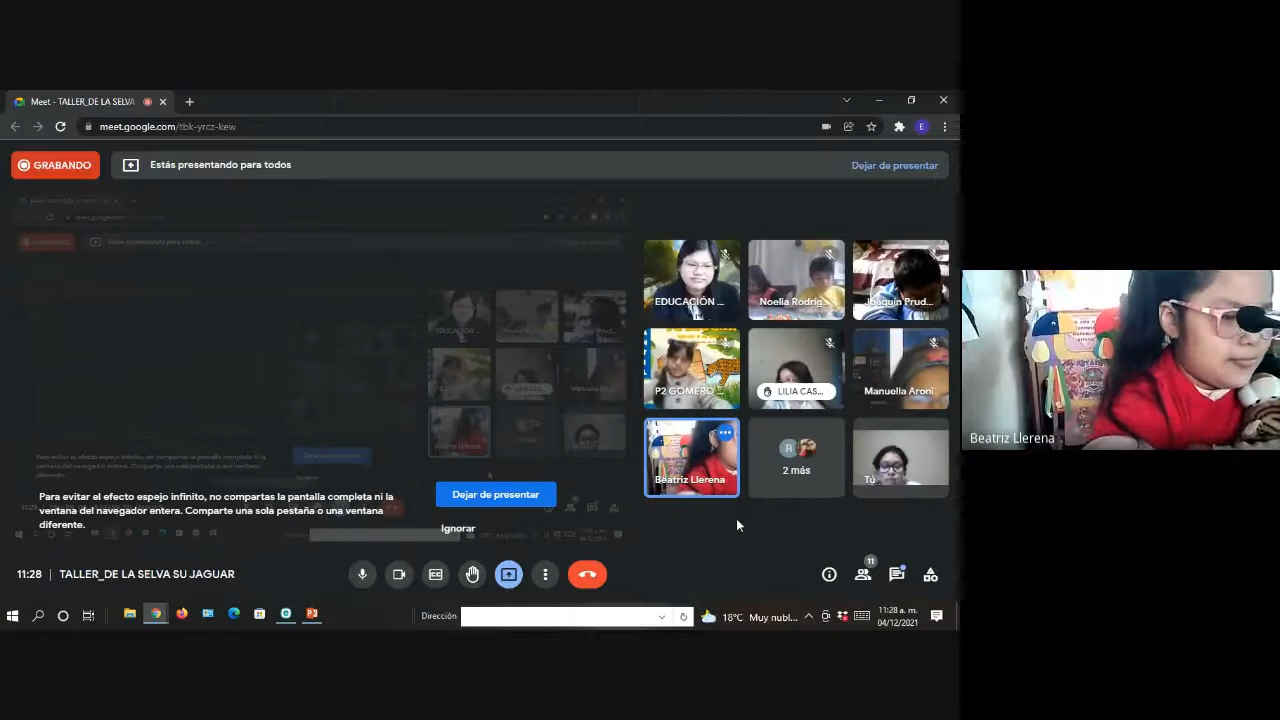 Meet - TALLER_DE LA SELVA
meet.google.com/tbk-yrcz-kew
E
GRABANDO
Estás presentando para todos
Dejar de presentar
EDUCACIÓN ...
Noelia Rodríg...
Joaquin Prud...
P2 GOMERO ...
LILIA CAS...
Manuella Aroni
Beatriz Llerena
R
2 más
Tú
Beatriz Llerena
Para evitar el efecto espejo infinito, no compartas la pantalla completa ni la
ventana del navegador entera. Comparte una sola pestaña o una ventana
diferente.
Dejar de presentar
Ignorar
11:28 | TALLER_DE LA SELVA SU JAGUAR
11
Dirección
18°C Muy nubl...
11:28 a. m.
04/12/2021